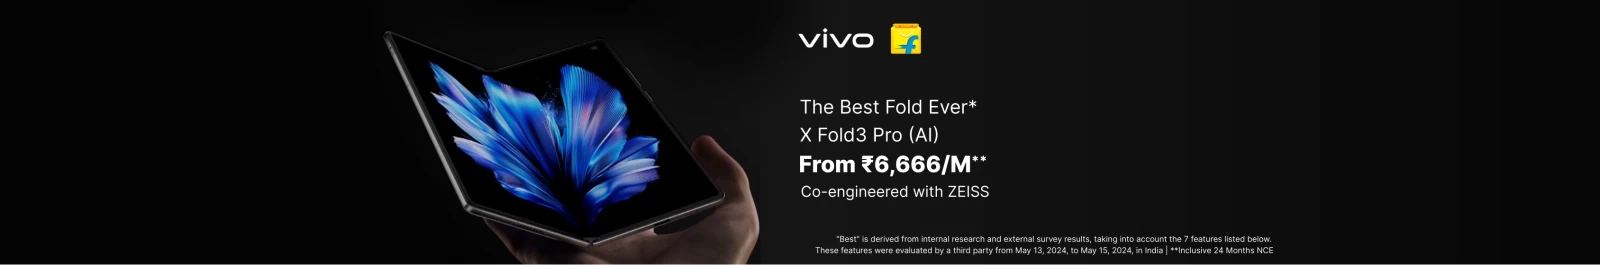 vivo
The Best Fold Ever*
X Fold3 Pro (AI)
From ₹6,666/M**
Co-engineered with ZEISS
"Best" is derived from internal research and external survey results, taking into account the 7 features listed below.
These features were evaluated by a third party from May 13, 2024, to May 15, 2024, in India | **Inclusive 24 Months NCE